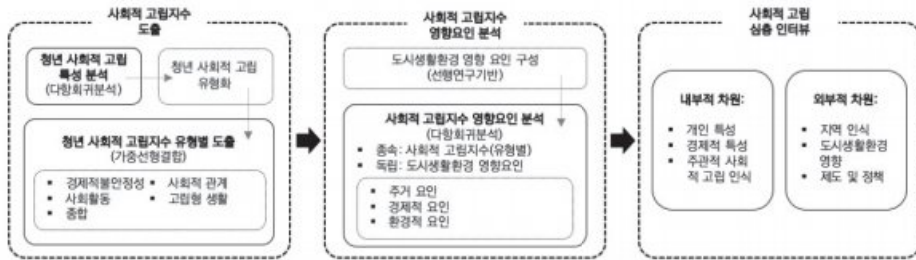 사회적 고립지수
도출
청년 사회적 고립
특성 분석
(다항회귀분석)
청년 사회적 고립
유형화
청년 사회적 고립지수 유형별 도출
(가중선형결합)
▪ 경제적불안정성 ▪ 사회적 관계
▪ 사회활동 ▪ 고립형 생활
▪ 종합
사회적 고립지수
영향요인 분석
도시생활환경 영향 요인 구성
(선행연구기반)
사회적 고립지수 영향요인 분석
(다항회귀분석)
▪ 종속: 사회적 고립지수(유형별)
▪ 독립: 도시생활환경 영향요인
▪ 주거 요인
▪ 경제적 요인
▪ 환경적 요인
사회적 고립
심층 인터뷰
내부적 차원:
▪ 개인 특성
▪ 경제적 특성
▪ 주관적 사회
적 고립 인식
외부적 차원:
▪ 지역 인식
▪ 도시생활환경
영향
▪ 제도 및 정책